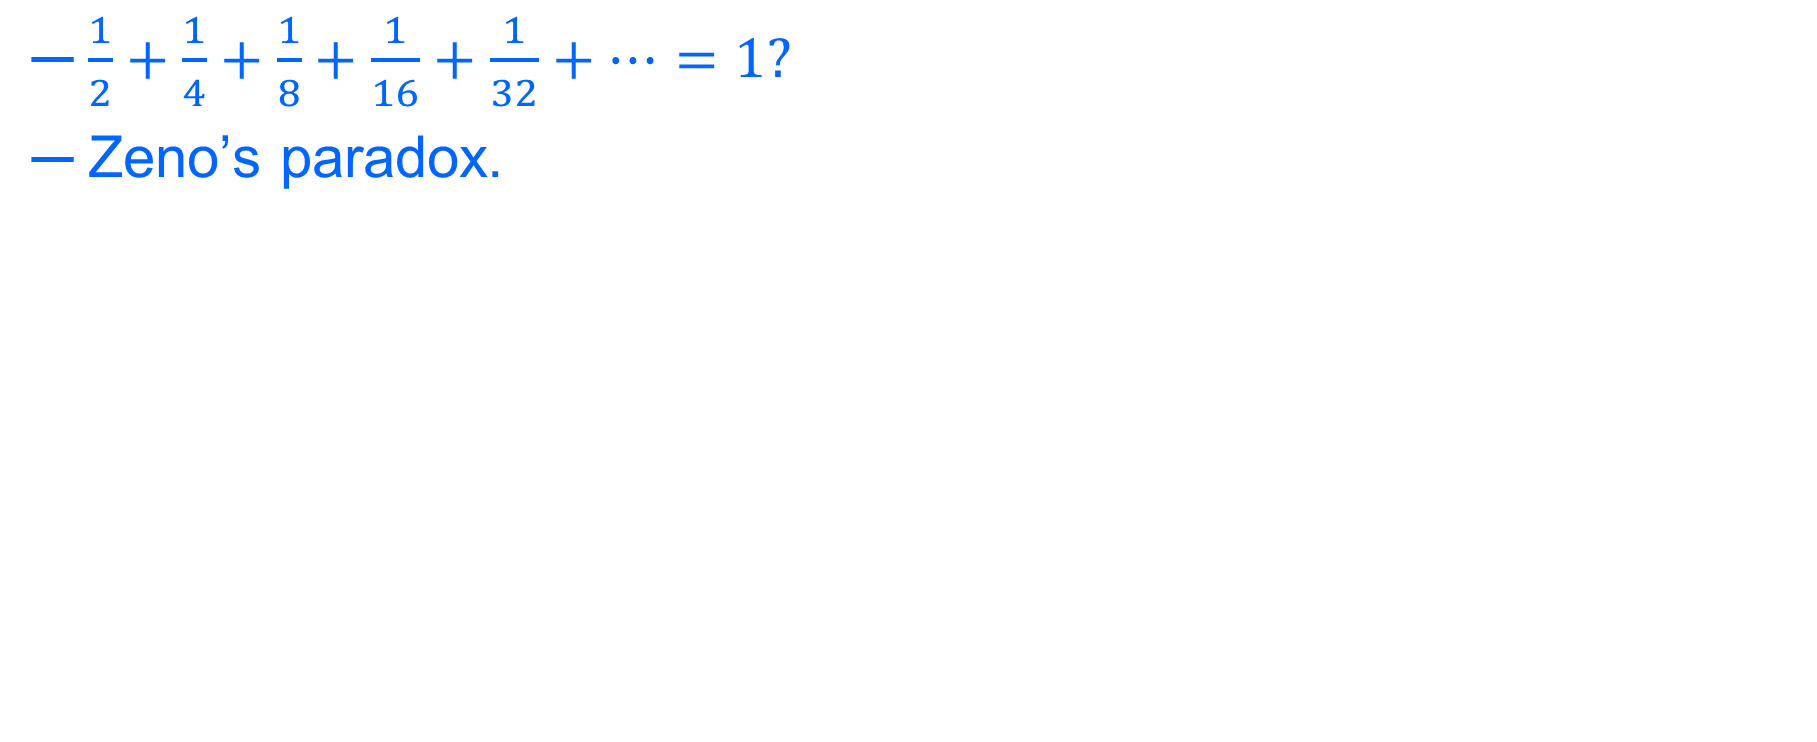 — 1/2 + 1/4 + 1/8 + 1/16 + 1/32 + ⋯ = 1?
— Zeno’s paradox.